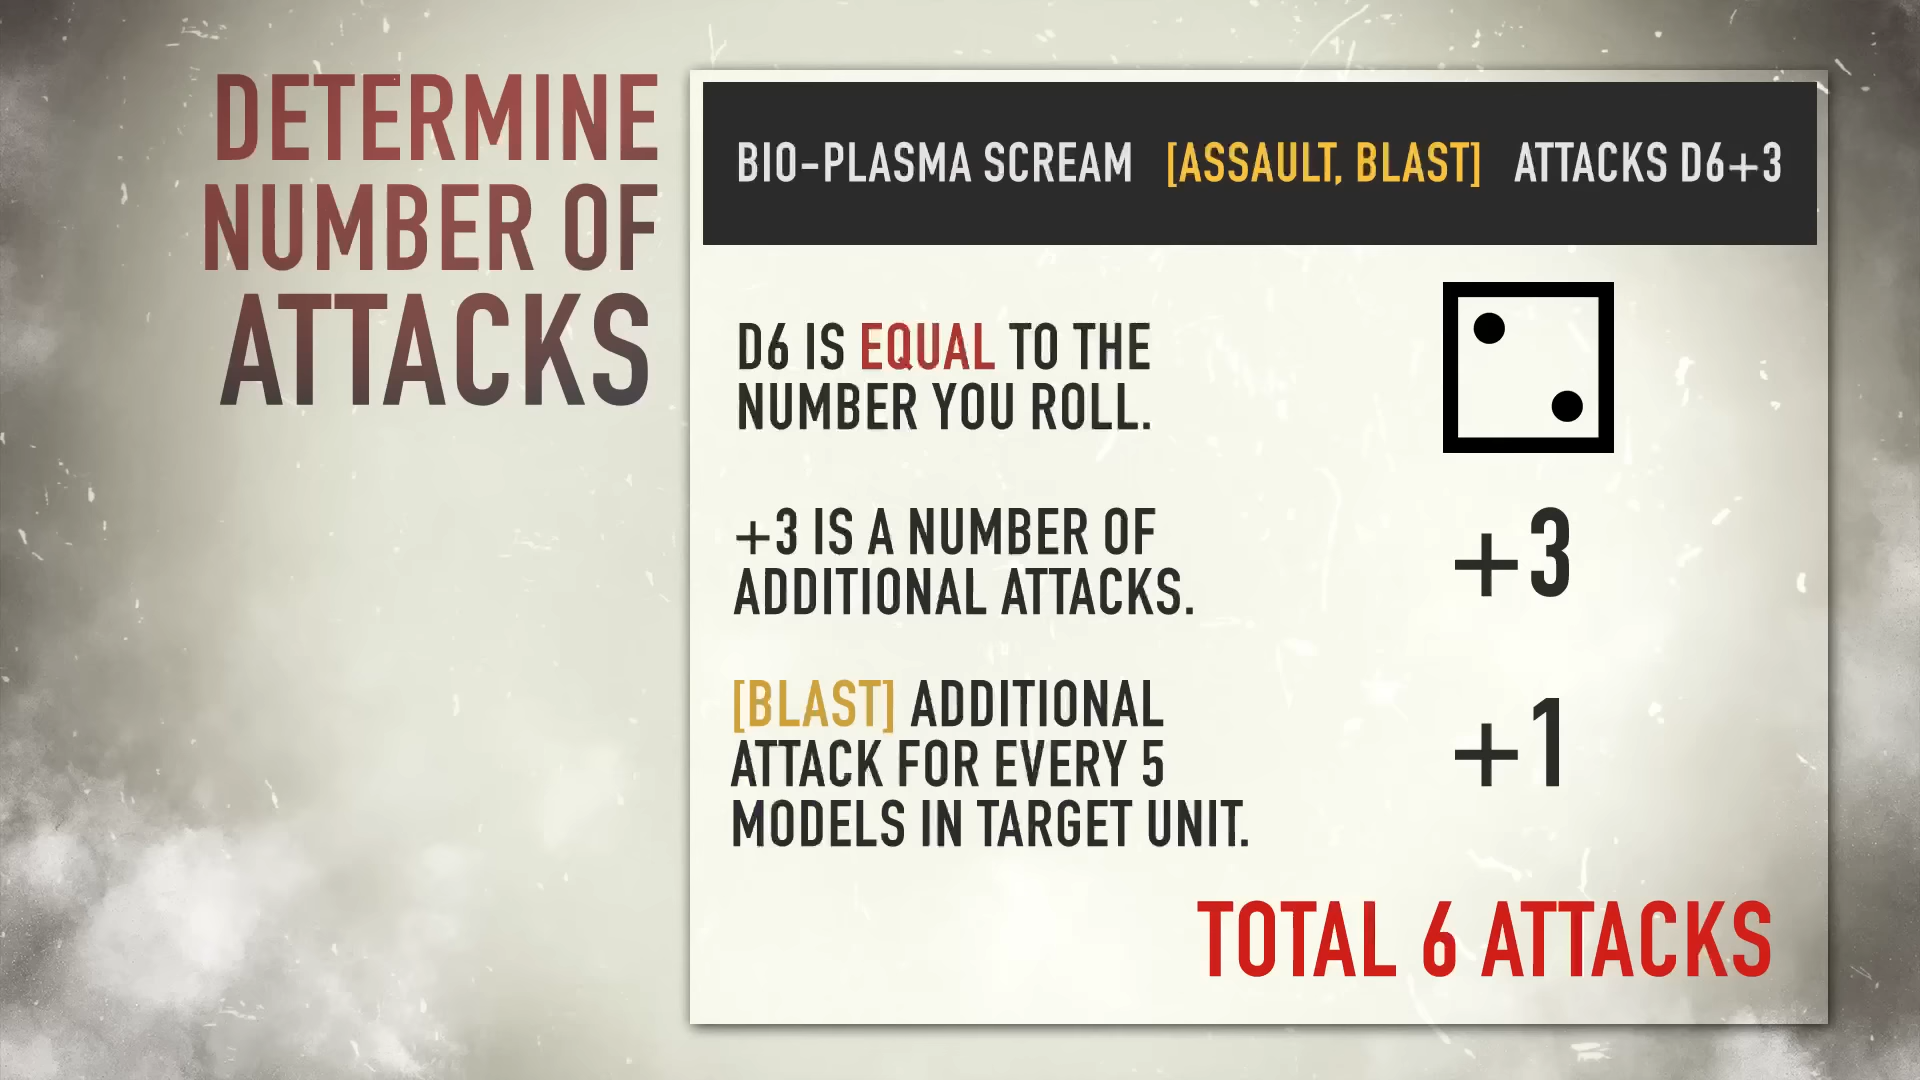 DETERMINE
NUMBER OF
ATTACKS
BIO-PLASMA SCREAM [ASSAULT, BLAST] ATTACKS D6+3
D6 IS EQUAL TO THE
NUMBER YOU ROLL.
+3 IS A NUMBER OF
ADDITIONAL ATTACKS.
+3
[BLAST] ADDITIONAL
ATTACK FOR EVERY 5
MODELS IN TARGET UNIT.
+1
TOTAL 6 ATTACKS